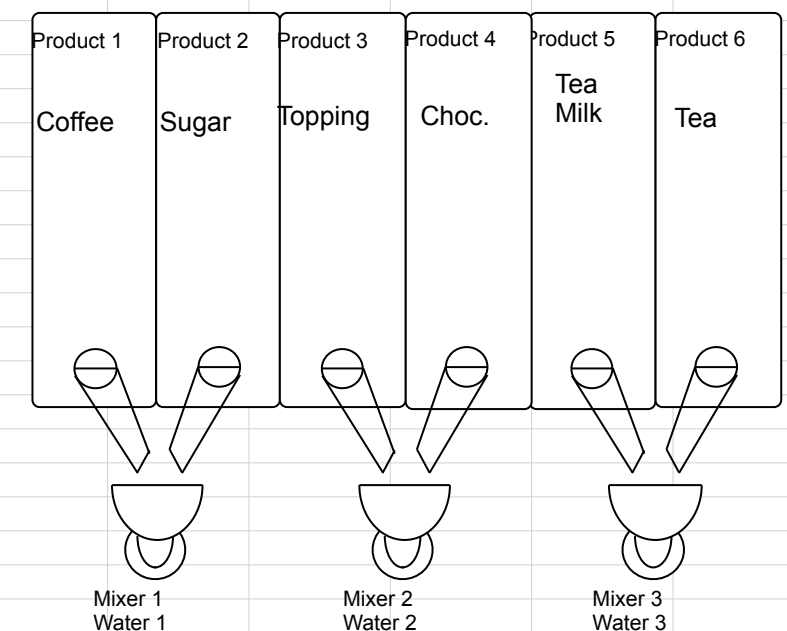 Product 1
Product 2
Product 3
Product 4
Product 5
Product 6
Coffee
Sugar
Topping
Choc.
Tea
Milk
Tea
Mixer 1
Water 1
Mixer 2
Water 2
Mixer 3
Water 3